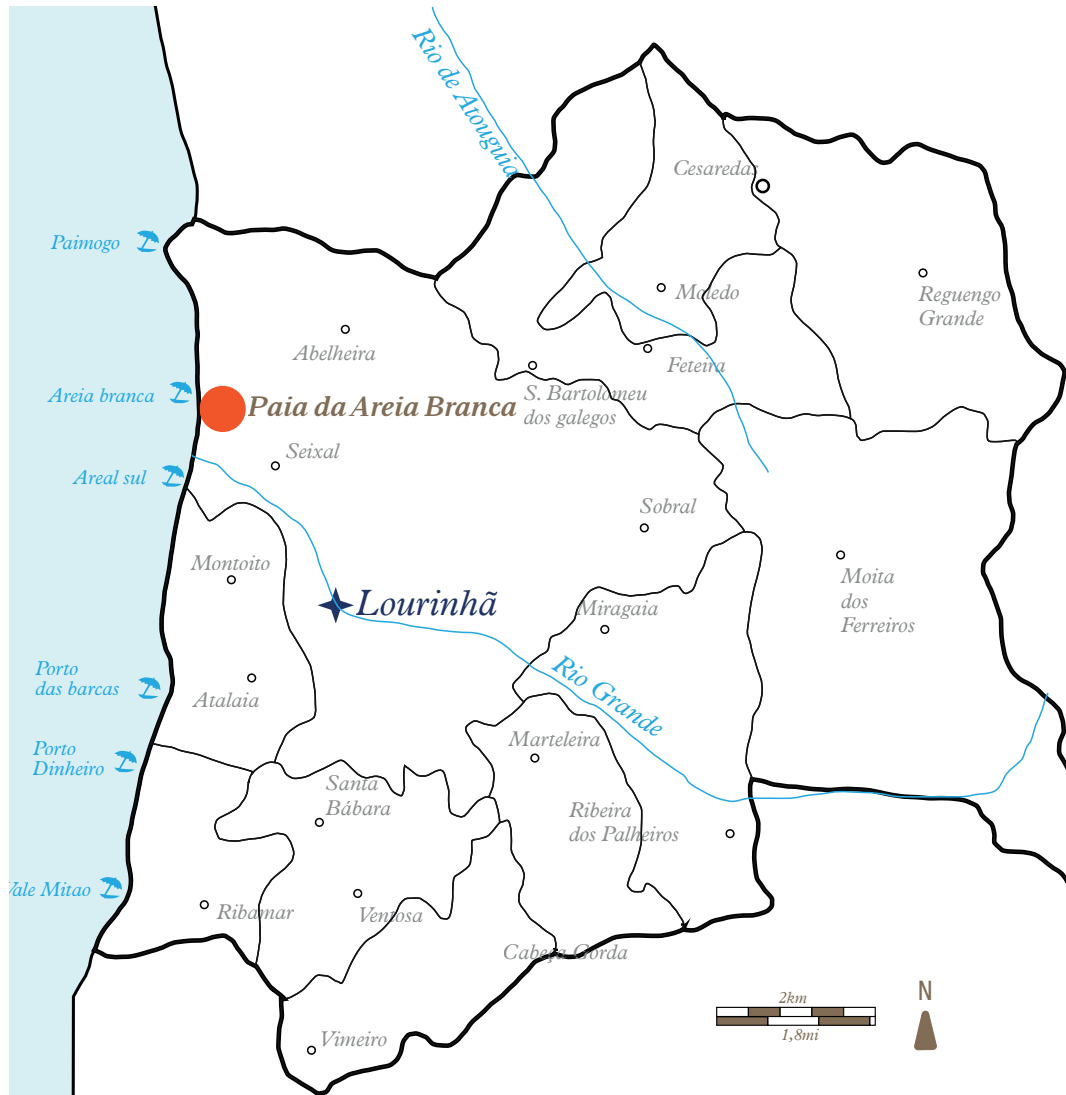 Rio de Atouguia
Cesaredas
Paimogo
Moledo
Reguengo
Grande
Abelheira
Feteira
Areia branca
Paia da Areia Branca
S. Bartolomeu
dos galegos
Seixal
Areal sul
Sobral
Montoito
Moita
dos
Ferreiros
Lourinhã
Miragaia
Porto
das barcas
Atalaia
Rio Grande
Marteleira
Porto
Dinheiro
Santa
Bábara
Ribeira
dos Palheiros
Vale Mitao
Ribamar
Ventosa
Cabeça Gorda
Vimeiro
2km
1,8mi
N